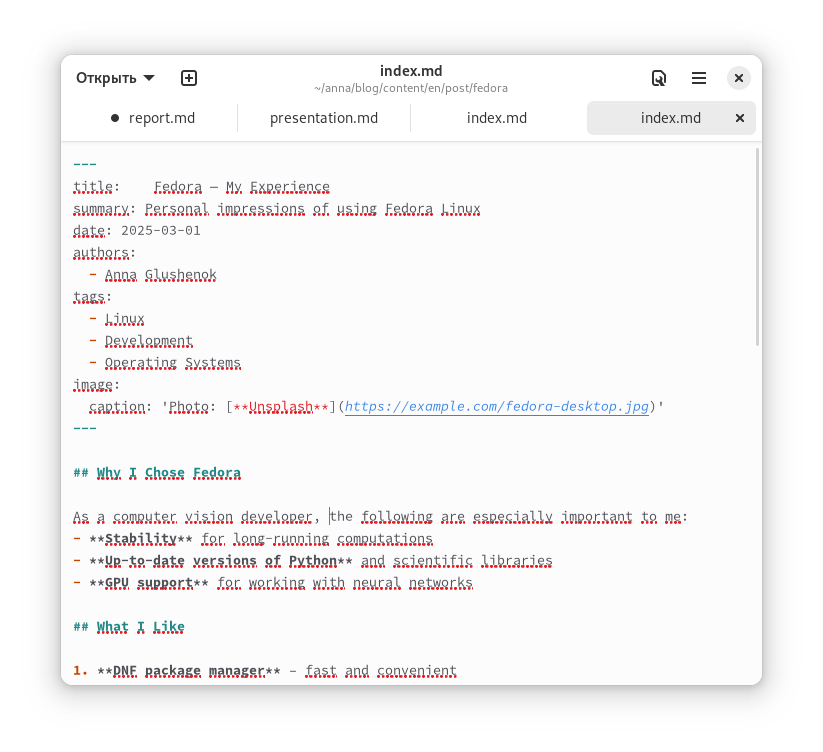 Открыть
index.md
~/anna/blog/content/en/post/fedora
report.md
presentation.md
index.md
index.md
---
title:    Fedora — My Experience
summary: Personal impressions of using Fedora Linux
date: 2025-03-01
authors:
  - Anna Glushenok
tags:
  - Linux
  - Development
  - Operating Systems
image:
  caption: 'Photo: [**Unsplash**](https://example.com/fedora-desktop.jpg)'
---
## Why I Chose Fedora
As a computer vision developer, the following are especially important to me:
- **Stability** for long-running computations
- **Up-to-date versions of Python** and scientific libraries
- **GPU support** for working with neural networks
## What I Like
1. **DNF package manager** – fast and convenient